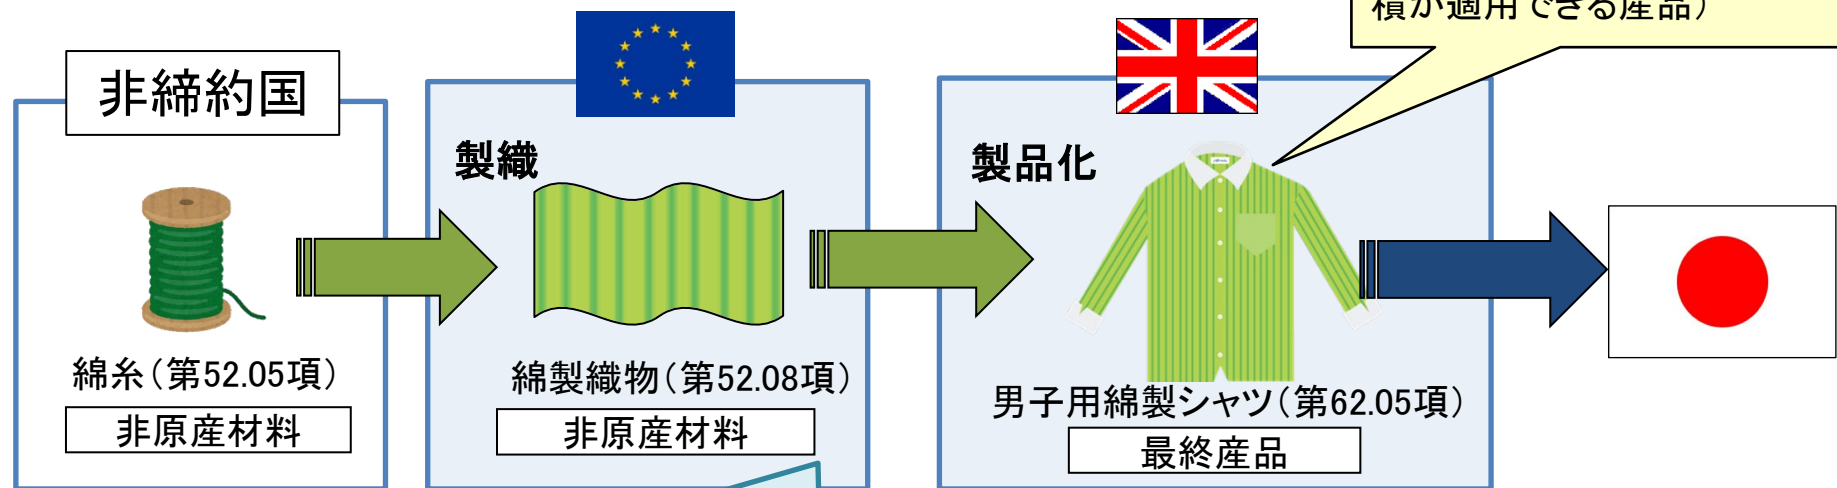 積が適用できる産品）
非締約国
製織
製品化
綿糸（第52.05項）
非原産材料
綿製織物（第52.08項）
非原産材料
男子用綿製シャツ（第62.05項）
最終産品